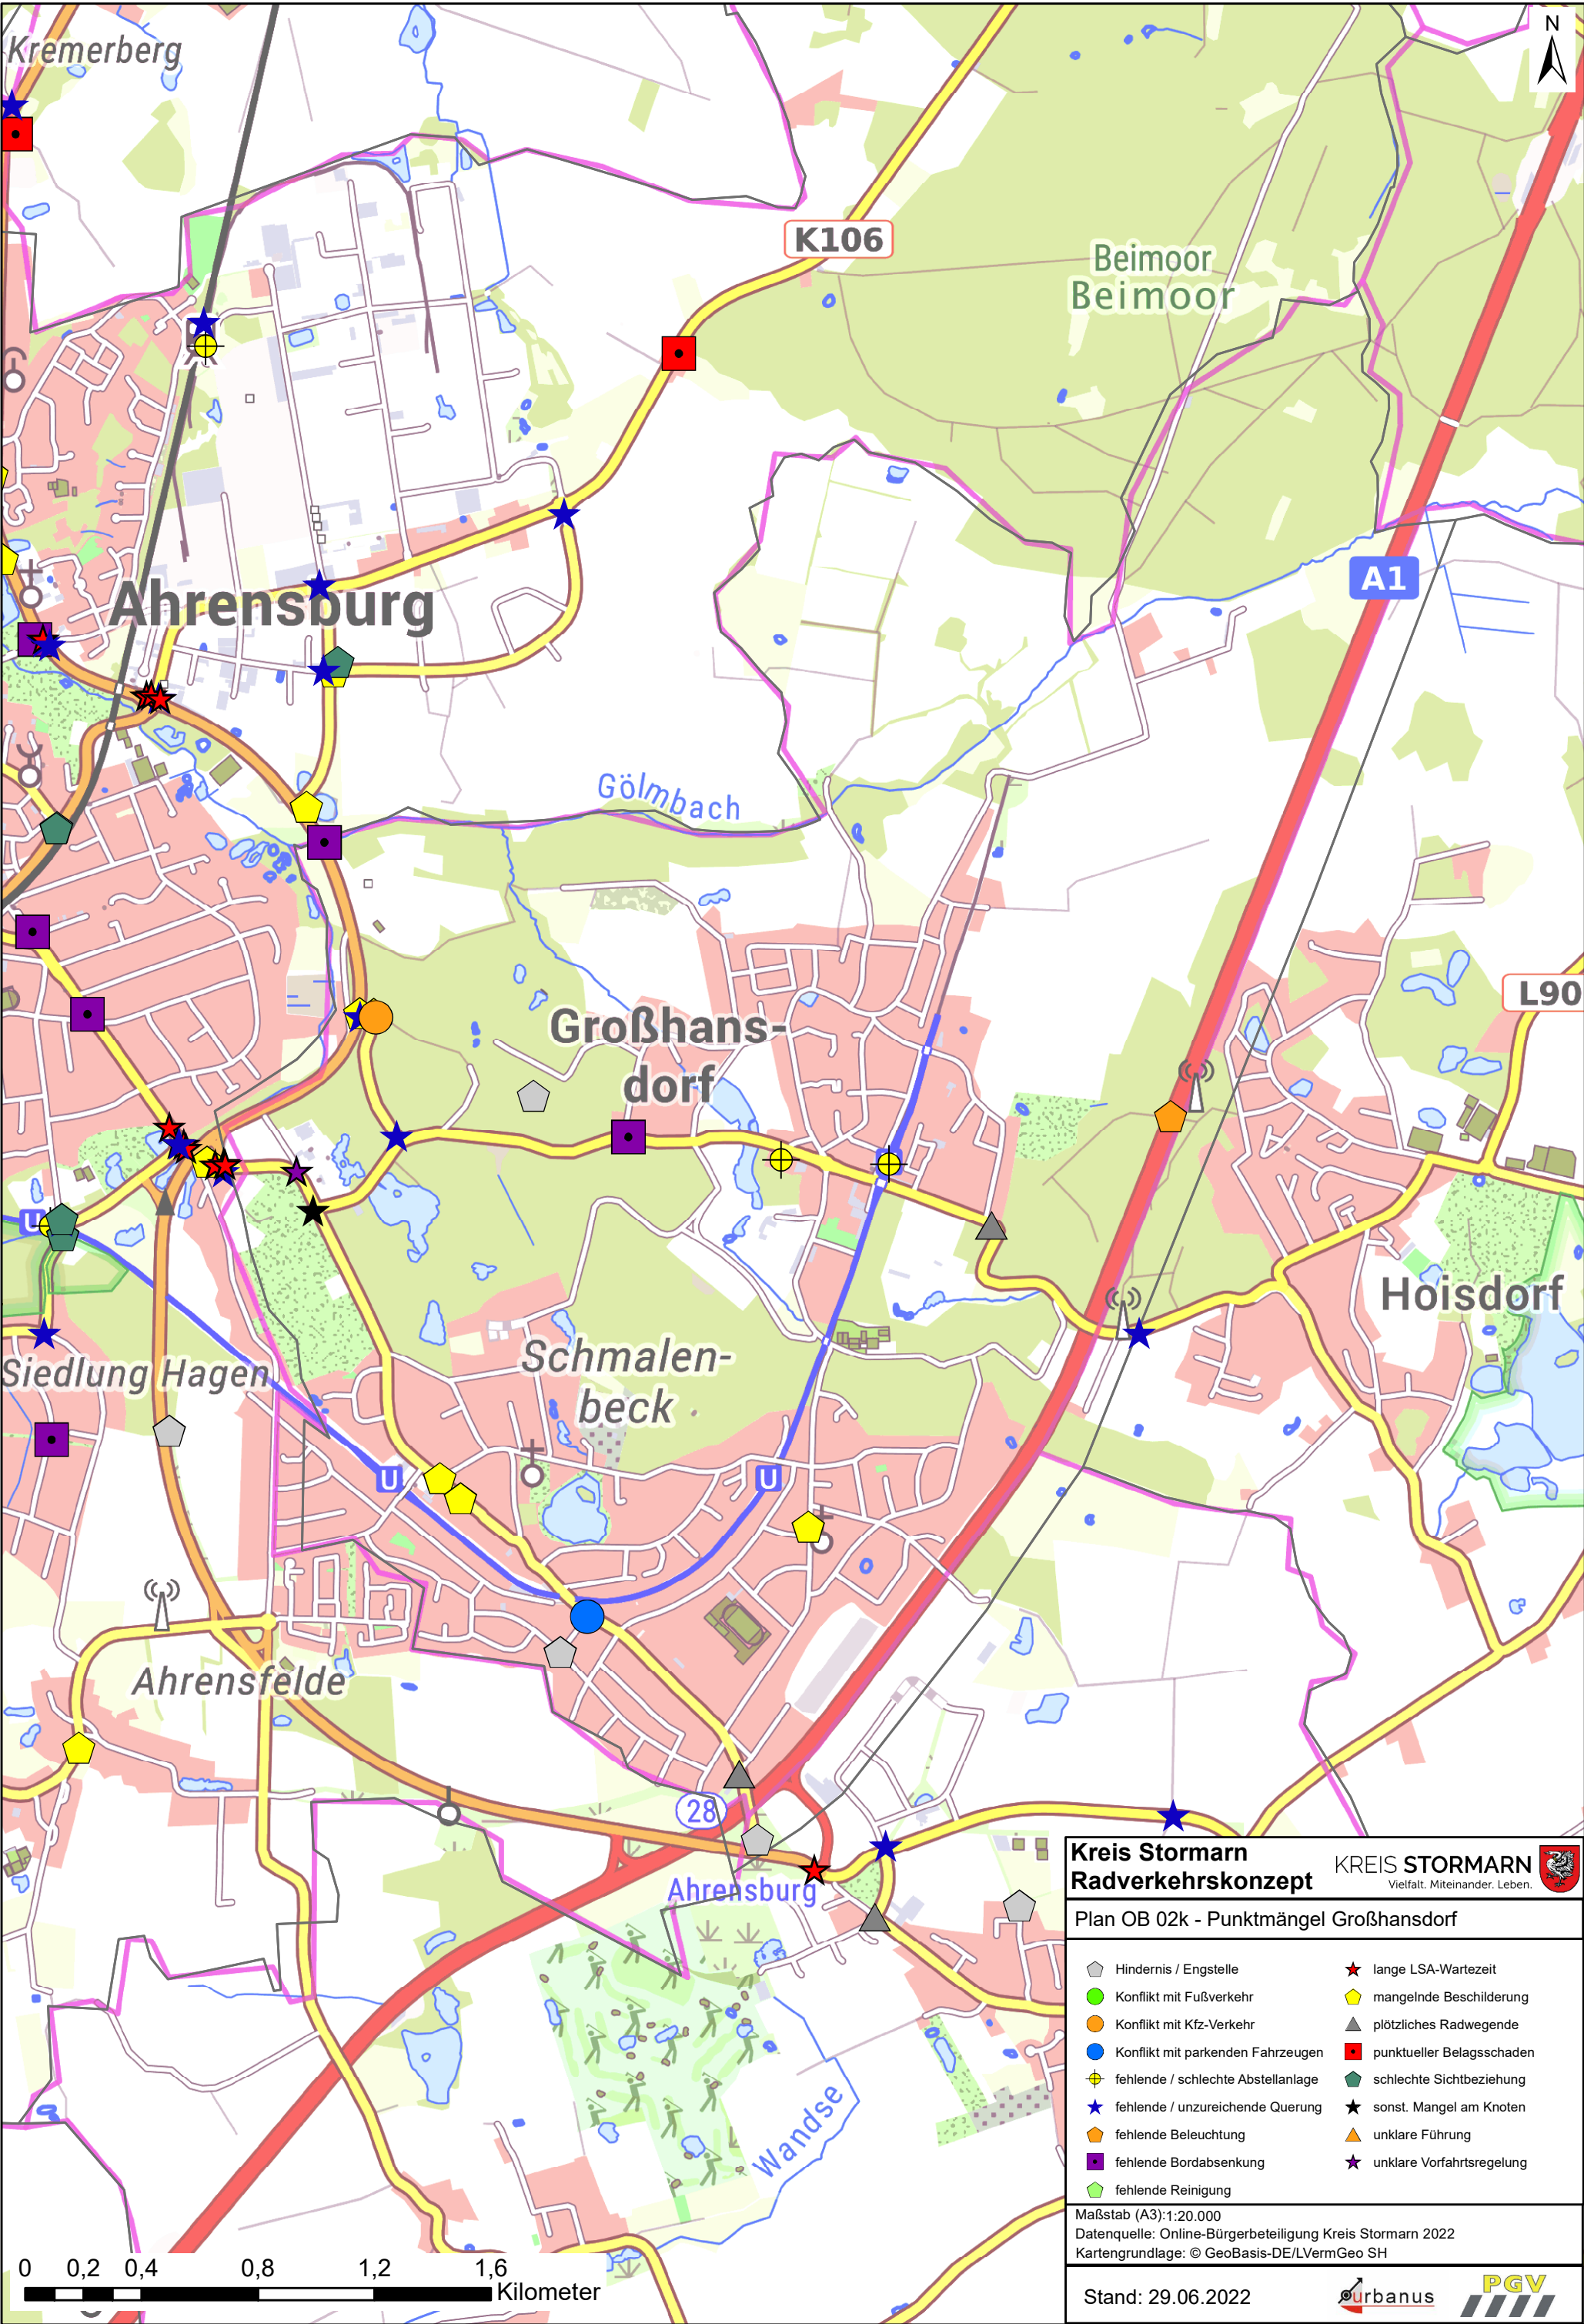 Kremerberg
N
K106
Beimoor
Beimoor
A1
Ahrensburg
Gölmbach
L90
Großhans-
dorf
U
Hoisdorf
Siedlung Hagen
Schmalen-
beck
U
U
Ahrensfelde
28
Ahrensburg
Wandse
Kreis Stormarn
Radverkehrskonzept
KREIS STORMARN
Vielfalt. Miteinander. Leben.
Plan OB 02k - Punktmängel Großhansdorf
Hindernis / Engstelle
Konflikt mit Fußverkehr
Konflikt mit Kfz-Verkehr
Konflikt mit parkenden Fahrzeugen
fehlende / schlechte Abstellanlage
fehlende / unzureichende Querung
fehlende Beleuchtung
fehlende Bordabsenkung
fehlende Reinigung
lange LSA-Wartezeit
mangelnde Beschilderung
plötzliches Radwegende
punktueller Belagsschaden
schlechte Sichtbeziehung
sonst. Mangel am Knoten
unklare Führung
unklare Vorfahrtsregelung
Maßstab (A3):1:20.000
Datenquelle: Online-Bürgerbeteiligung Kreis Stormarn 2022
Kartengrundlage: © GeoBasis-DE/LVermGeo SH
0 0,2 0,4 0,8 1,2 1,6
Kilometer
Stand: 29.06.2022
urbanus
PGV